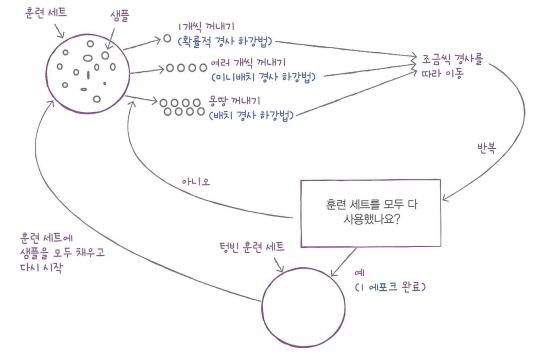 훈련 세트
샘플
1개씩 꺼내기
(확률적 경사 하강법)
여러 개씩 꺼내기
(미니배치 경사 하강법)
몽땅 꺼내기
(배치 경사 하강법)
조금씩 경사를
따라 이동
반복
아니오
훈련 세트를 모두 다
사용했나요?
훈련 세트에
샘플을 모두 채우고
다시 시작
텅빈 훈련 세트
예
(1 에포크 완료)